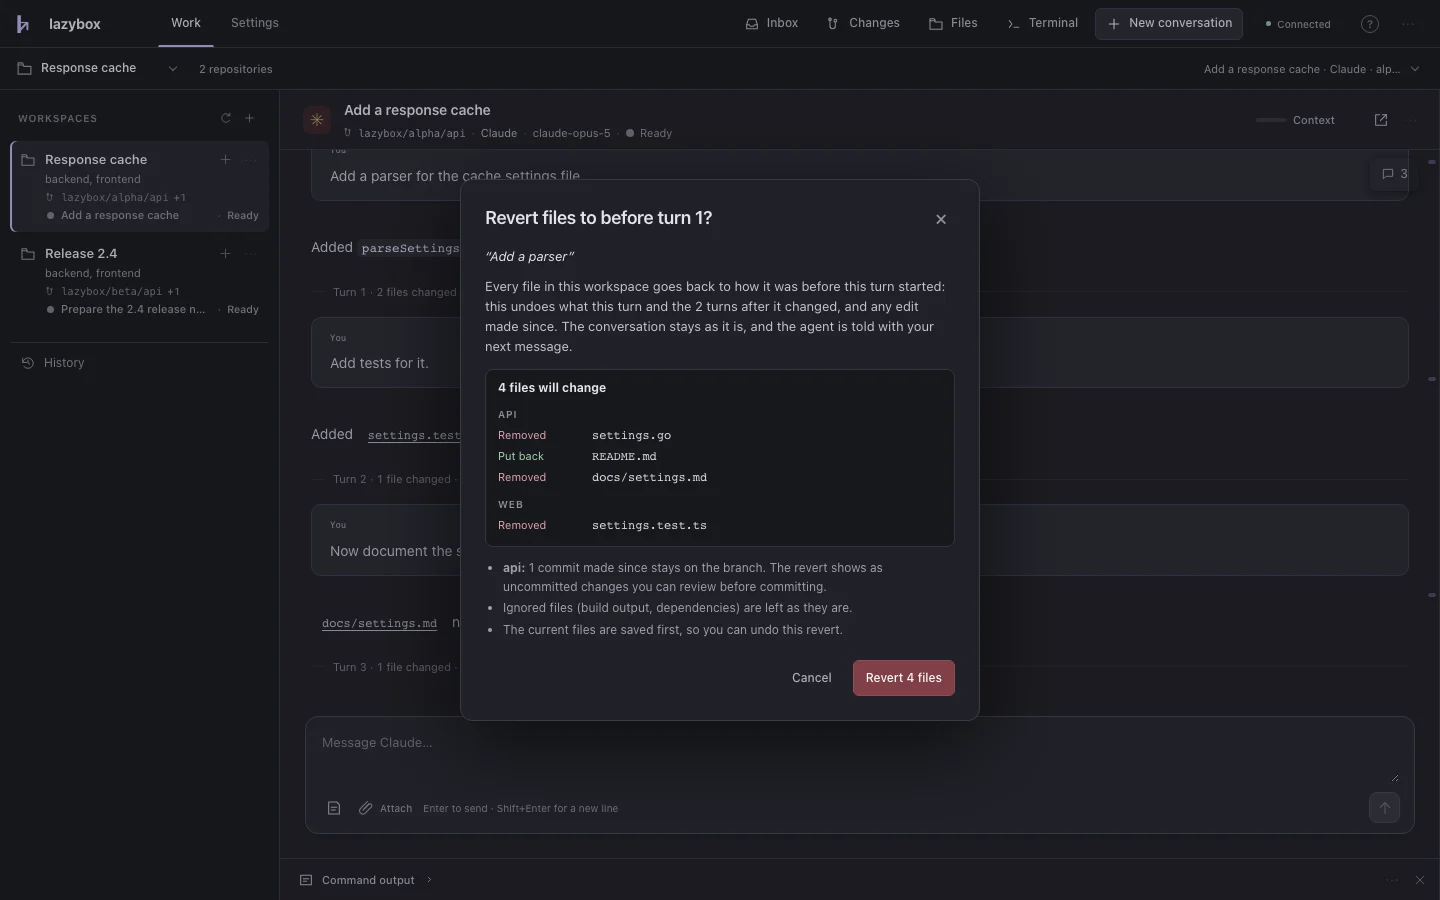 lazybox
Work
Settings
Inbox
Changes
Files
Terminal
New conversation
Connected
?
Response cache
2 repositories
Add a response cache · Claude · alp...
WORKSPACES
Response cache
backend, frontend
lazybox/alpha/api +1
Add a response cache · Ready
Release 2.4
backend, frontend
lazybox/beta/api +1
Prepare the 2.4 release n... · Ready
History
Add a response cache
lazybox/alpha/api · Claude · claude-opus-5 · Ready
Context
You
Add a parser for the cache settings file
3
Added parseSettings
Turn 1 · 2 files changed ·
You
Add tests for it.
Added settings.test
Turn 2 · 1 file changed ·
You
Now document the s
docs/settings.md n
Turn 3 · 1 file changed ·
Revert files to before turn 1?
“Add a parser”
Every file in this workspace goes back to how it was before this turn started:
this undoes what this turn and the 2 turns after it changed, and any edit
made since. The conversation stays as it is, and the agent is told with your
next message.
4 files will change
API
Removed settings.go
Put back README.md
Removed docs/settings.md
WEB
Removed settings.test.ts
• api: 1 commit made since stays on the branch. The revert shows as
uncommitted changes you can review before committing.
• Ignored files (build output, dependencies) are left as they are.
• The current files are saved first, so you can undo this revert.
Cancel
Revert 4 files
Message Claude...
Attach
Enter to send · Shift+Enter for a new line
Command output